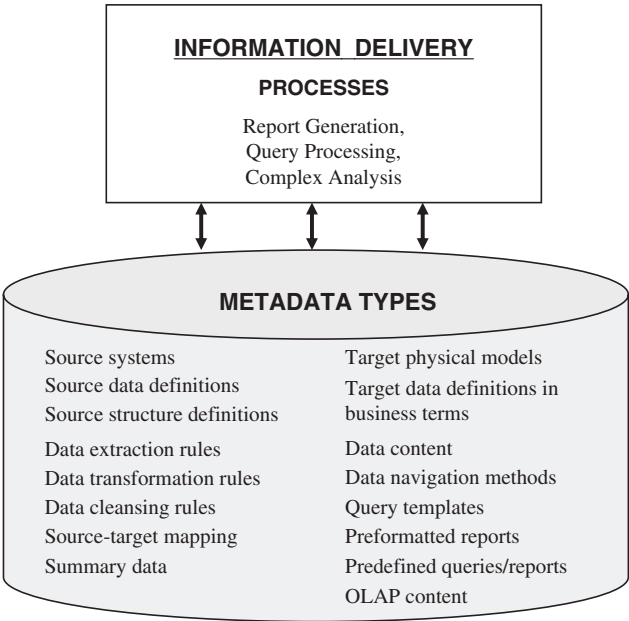 INFORMATION DELIVERY
PROCESSES
Report Generation,
Query Processing,
Complex Analysis
METADATA TYPES
Source systems
Source data definitions
Source structure definitions
Data extraction rules
Data transformation rules
Data cleansing rules
Source-target mapping
Summary data
Target physical models
Target data definitions in
business terms
Data content
Data navigation methods
Query templates
Preformatted reports
Predefined queries/reports
OLAP content